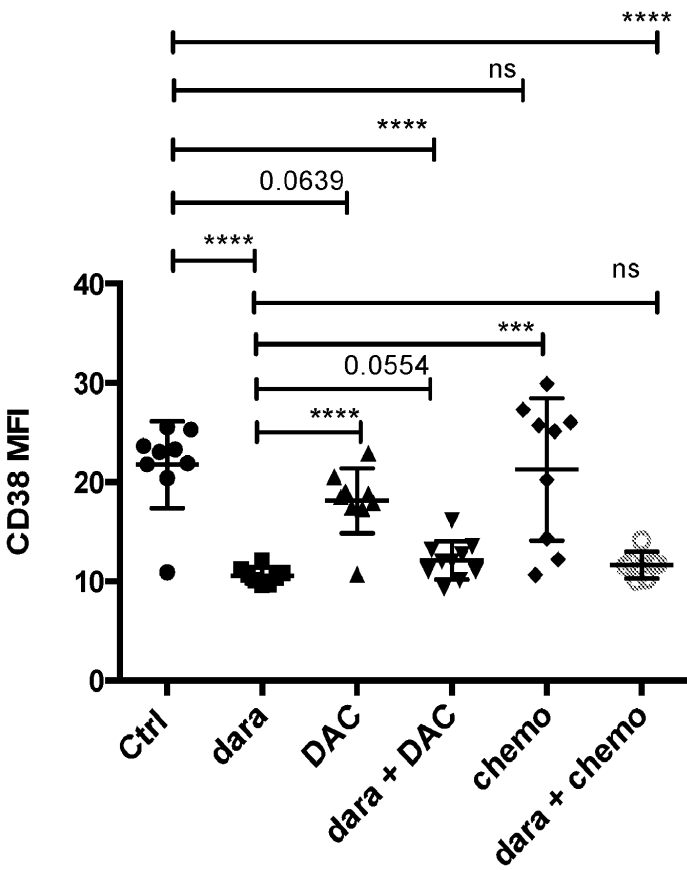 ****
ns
****
0.0639
****
ns
***
0.0554
****
40
30
20
10
0
CD38 MFI
Ctrl
dara
DAC
dara + DAC
chemo
dara + chemo